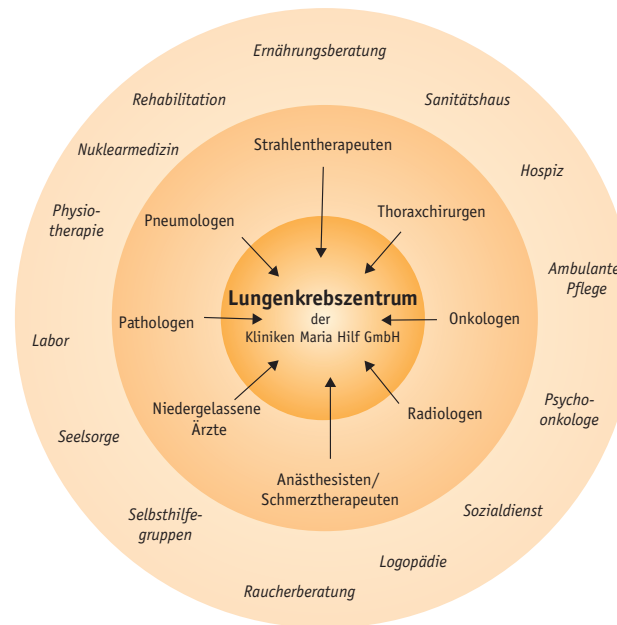 Ernährungsberatung
Rehabilitation
Sanitätshaus
Nuklearmedizin
Strahlentherapeuten
Hospiz
Physio-
therapie
Pneumologen
Thoraxchirurgen
Ambulante
Pflege
Lungenkrebszentrum
der
Kliniken Maria Hilf GmbH
Pathologen
Onkologen
Labor
Niedergelassene
Ärzte
Radiologen
Psycho-
onkologe
Seelsorge
Anästhesisten/
Schmerztherapeuten
Selbsthilfe-
gruppen
Sozialdienst
Logopädie
Raucherberatung